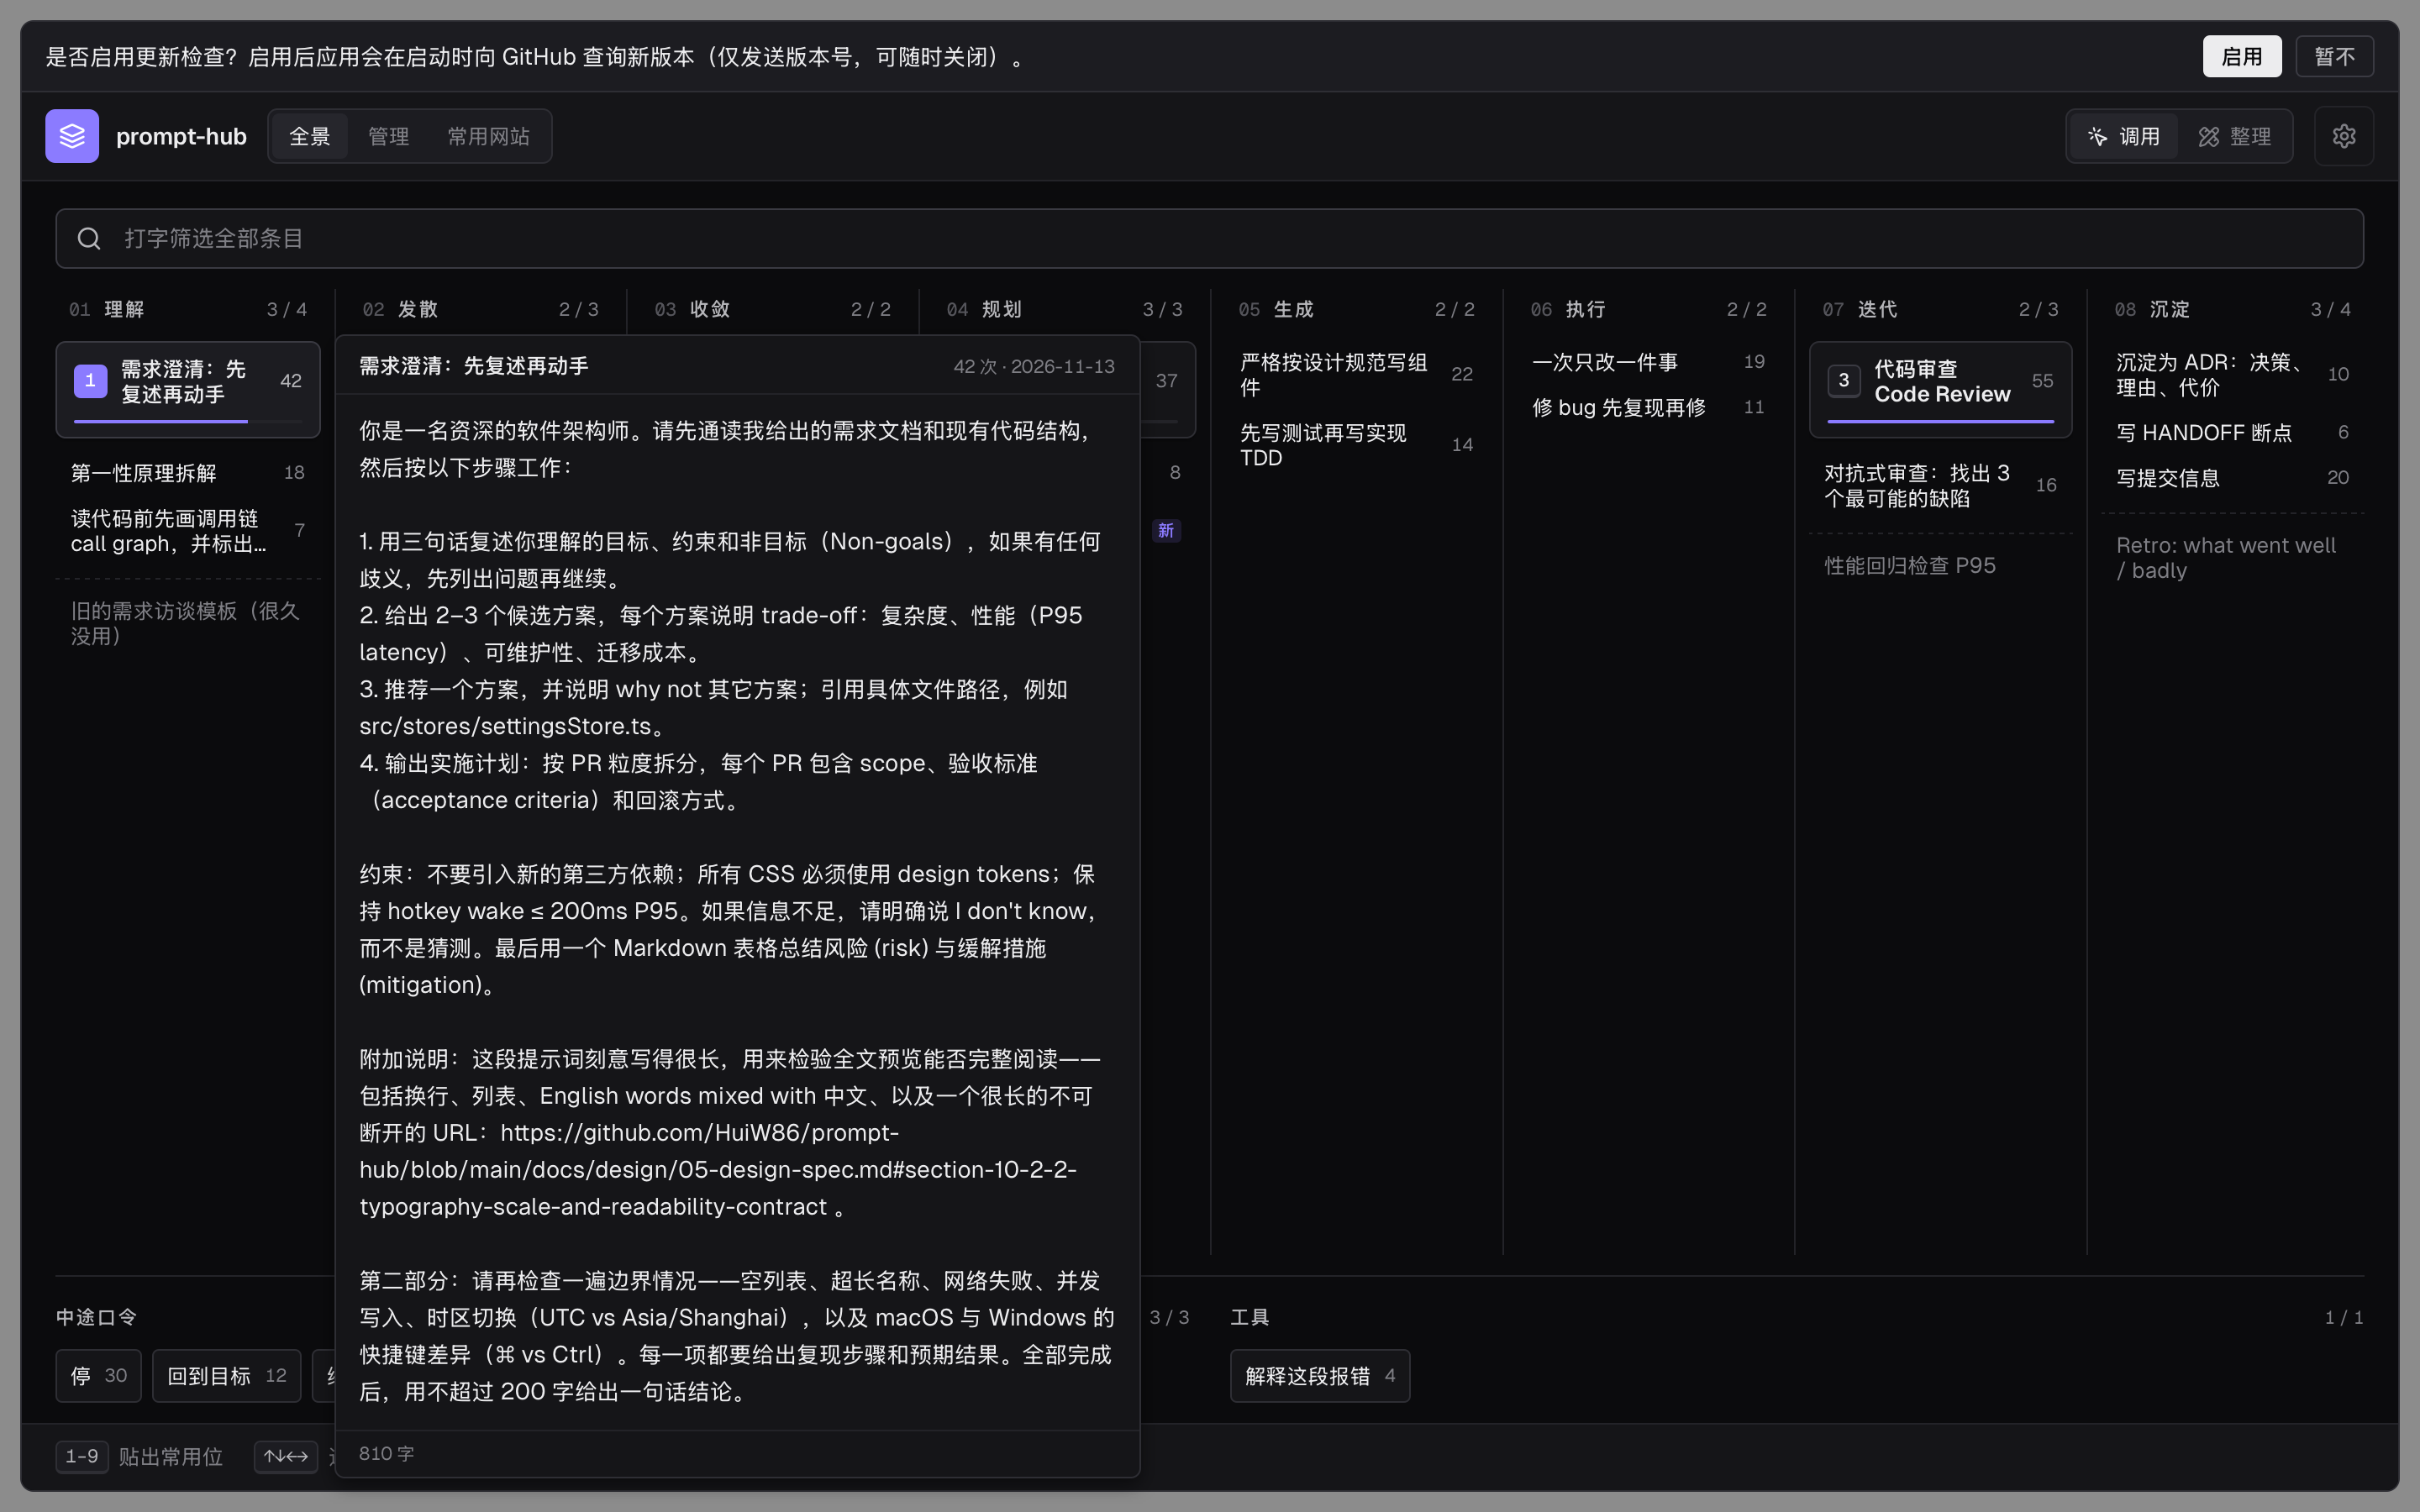 是否启用更新检查？启用后应用会在启动时向 GitHub 查询新版本（仅发送版本号，可随时关闭）。
启用
暂不
prompt-hub
全景
管理
常用网站
调用
整理
打字筛选全部条目
01 理解 3 / 4
1
需求澄清：先
复述再动手
42
第一性原理拆解 18
读代码前先画调用链
call graph，并标出…
7
旧的需求访谈模板（很久
没用）
02 发散 2 / 3
03 收敛 2 / 2
04 规划 3 / 3
37
8
新
需求澄清：先复述再动手
42 次 · 2026-11-13
你是一名资深的软件架构师。请先通读我给出的需求文档和现有代码结构，
然后按以下步骤工作：
1. 用三句话复述你理解的目标、约束和非目标（Non-goals），如果有任何
歧义，先列出问题再继续。
2. 给出 2–3 个候选方案，每个方案说明 trade-off：复杂度、性能（P95
latency）、可维护性、迁移成本。
3. 推荐一个方案，并说明 why not 其它方案；引用具体文件路径，例如
src/stores/settingsStore.ts。
4. 输出实施计划：按 PR 粒度拆分，每个 PR 包含 scope、验收标准
（acceptance criteria）和回滚方式。
约束：不要引入新的第三方依赖；所有 CSS 必须使用 design tokens；保
持 hotkey wake ≤ 200ms P95。如果信息不足，请明确说 I don't know，
而不是猜测。最后用一个 Markdown 表格总结风险 (risk) 与缓解措施
(mitigation)。
附加说明：这段提示词刻意写得很长，用来检验全文预览能否完整阅读——
包括换行、列表、English words mixed with 中文、以及一个很长的不可
断开的 URL：https://github.com/HuiW86/prompt-
hub/blob/main/docs/design/05-design-spec.md#section-10-2-2-
typography-scale-and-readability-contract 。
第二部分：请再检查一遍边界情况——空列表、超长名称、网络失败、并发
写入、时区切换（UTC vs Asia/Shanghai），以及 macOS 与 Windows 的
快捷键差异（⌘ vs Ctrl）。每一项都要给出复现步骤和预期结果。全部完成
后，用不超过 200 字给出一句话结论。
810 字
05 生成 2 / 2
严格按设计规范写组
件
22
先写测试再写实现
TDD
14
06 执行 2 / 2
一次只改一件事 19
修 bug 先复现再修 11
07 迭代 2 / 3
3
代码审查
Code Review
55
对抗式审查：找出 3
个最可能的缺陷
16
性能回归检查 P95
08 沉淀 3 / 4
沉淀为 ADR：决策、
理由、代价
10
写 HANDOFF 断点 6
写提交信息 20
Retro: what went well
/ badly
中途口令
停 30
回到目标 12
3 / 3
工具 1 / 1
解释这段报错 4
1-9 贴出常用位
↑↓←→